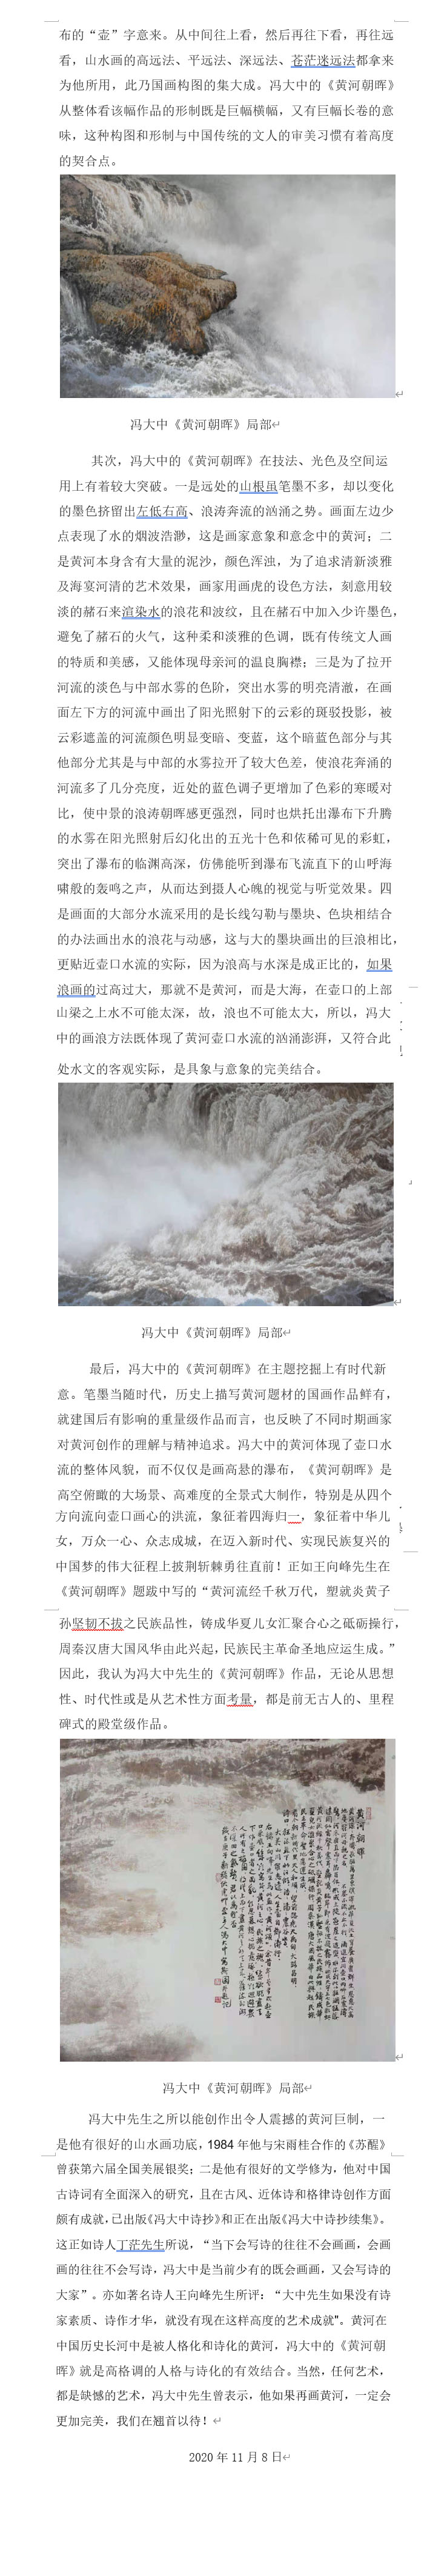 布的“壶”字意来。从中间往上看，然后再往下看，再往远
看，山水画的高远法、平远法、深远法、苍茫迷远法都拿来
为他所用，此乃国画构图的集大成。冯大中的《黄河朝晖》
从整体看该幅作品的形制既是巨幅横幅，又有巨幅长卷的意
味，这种构图和形制与中国传统的文人的审美习惯有着高度
的契合点。
冯大中《黄河朝晖》局部
其次，冯大中的《黄河朝晖》在技法、光色及空间运
用上有着较大突破。一是远处的山根虽笔墨不多，却以变化
的墨色挤留出左低右高、浪涛奔流的汹涌之势。画面左边少
点表现了水的烟波浩渺，这是画家意象和意念中的黄河；二
是黄河本身含有大量的泥沙，颜色浑浊，为了追求清新淡雅
及海宴河清的艺术效果，画家用画虎的设色方法，刻意用较
淡的赭石来渲染水的浪花和波纹，且在赭石中加入少许墨色，
避免了赭石的火气，这种柔和淡雅的色调，既有传统文人画
的特质和美感，又能体现母亲河的温良胸襟；三是为了拉开
河流的淡色与中部水雾的色阶，突出水雾的明亮清澈，在画
面左下方的河流中画出了阳光照射下的云彩的斑驳投影，被
云彩遮盖的河流颜色明显变暗、变蓝，这个暗蓝色部分与其
他部分尤其是与中部的水雾拉开了较大色差，使浪花奔涌的
河流多了几分亮度，近处的蓝色调子更增加了色彩的寒暖对
比，使中景的浪涛朝晖感更强烈，同时也烘托出瀑布下升腾
的水雾在阳光照射后幻化出的五光十色和依稀可见的彩虹，
突出了瀑布的临渊高深，仿佛能听到瀑布飞流直下的山呼海
啸般的轰鸣之声，从而达到摄人心魄的视觉与听觉效果。四
是画面的大部分水流采用的是长线勾勒与墨块、色块相结合
的办法画出水的浪花与动感，这与大的墨块画出的巨浪相比，
更贴近壶口水流的实际，因为浪高与水深是成正比的，如果
浪画的过高过大，那就不是黄河，而是大海，在壶口的上部
山梁之上水不可能太深，故，浪也不可能太大，所以，冯大
中的画浪方法既体现了黄河壶口水流的汹涌澎湃，又符合此
处水文的客观实际，是具象与意象的完美结合。
冯大中《黄河朝晖》局部
最后，冯大中的《黄河朝晖》在主题挖掘上有时代新
意。笔墨当随时代，历史上描写黄河题材的国画作品鲜有，
就建国后有影响的重量级作品而言，也反映了不同时期画家
对黄河创作的理解与精神追求。冯大中的黄河体现了壶口水
流的整体风貌，而不仅仅是画高悬的瀑布，《黄河朝晖》是
高空俯瞰的大场景、高难度的全景式大制作，特别是从四个
方向流向壶口画心的洪流，象征着四海归一，象征着中华儿
女，万众一心、众志成城，在迈入新时代、实现民族复兴的
中国梦的伟大征程上披荆斩棘勇往直前！正如王向峰先生在
《黄河朝晖》题跋中写的“黄河流经千秋万代，塑就炎黄子
孙坚韧不拔之民族品性，铸成华夏儿女汇聚合心之砥砺操行，
周秦汉唐大国风华由此兴起，民族民主革命圣地应运生成。”
因此，我认为冯大中先生的《黄河朝晖》作品，无论从思想
性、时代性或是从艺术性方面考量，都是前无古人的、里程
碑式的殿堂级作品。
黄河朝晖
冯大中《黄河朝晖》局部
冯大中先生之所以能创作出令人震撼的黄河巨制，一
是他有很好的山水画功底，1984 年他与宋雨桂合作的《苏醒》
曾获第六届全国美展银奖；二是他有很好的文学修为，他对中国
古诗词有全面深入的研究，且在古风、近体诗和格律诗创作方面
颇有成就，已出版《冯大中诗抄》和正在出版《冯大中诗抄续集》。
这正如诗人丁茫先生所说，“当下会写诗的往往不会画画，会画
画的往往不会写诗，冯大中是当前少有的既会画画，又会写诗的
大家”。亦如著名诗人王向峰先生所评：“大中先生如果没有诗
家素质、诗作才华，就没有现在这样高度的艺术成就"。黄河在
中国历史长河中是被人格化和诗化的黄河，冯大中的《黄河朝
晖》就是高格调的人格与诗化的有效结合。当然，任何艺术，
都是缺憾的艺术，冯大中先生曾表示，他如果再画黄河，一定会
更加完美，我们在翘首以待！
2020 年 11 月 8 日